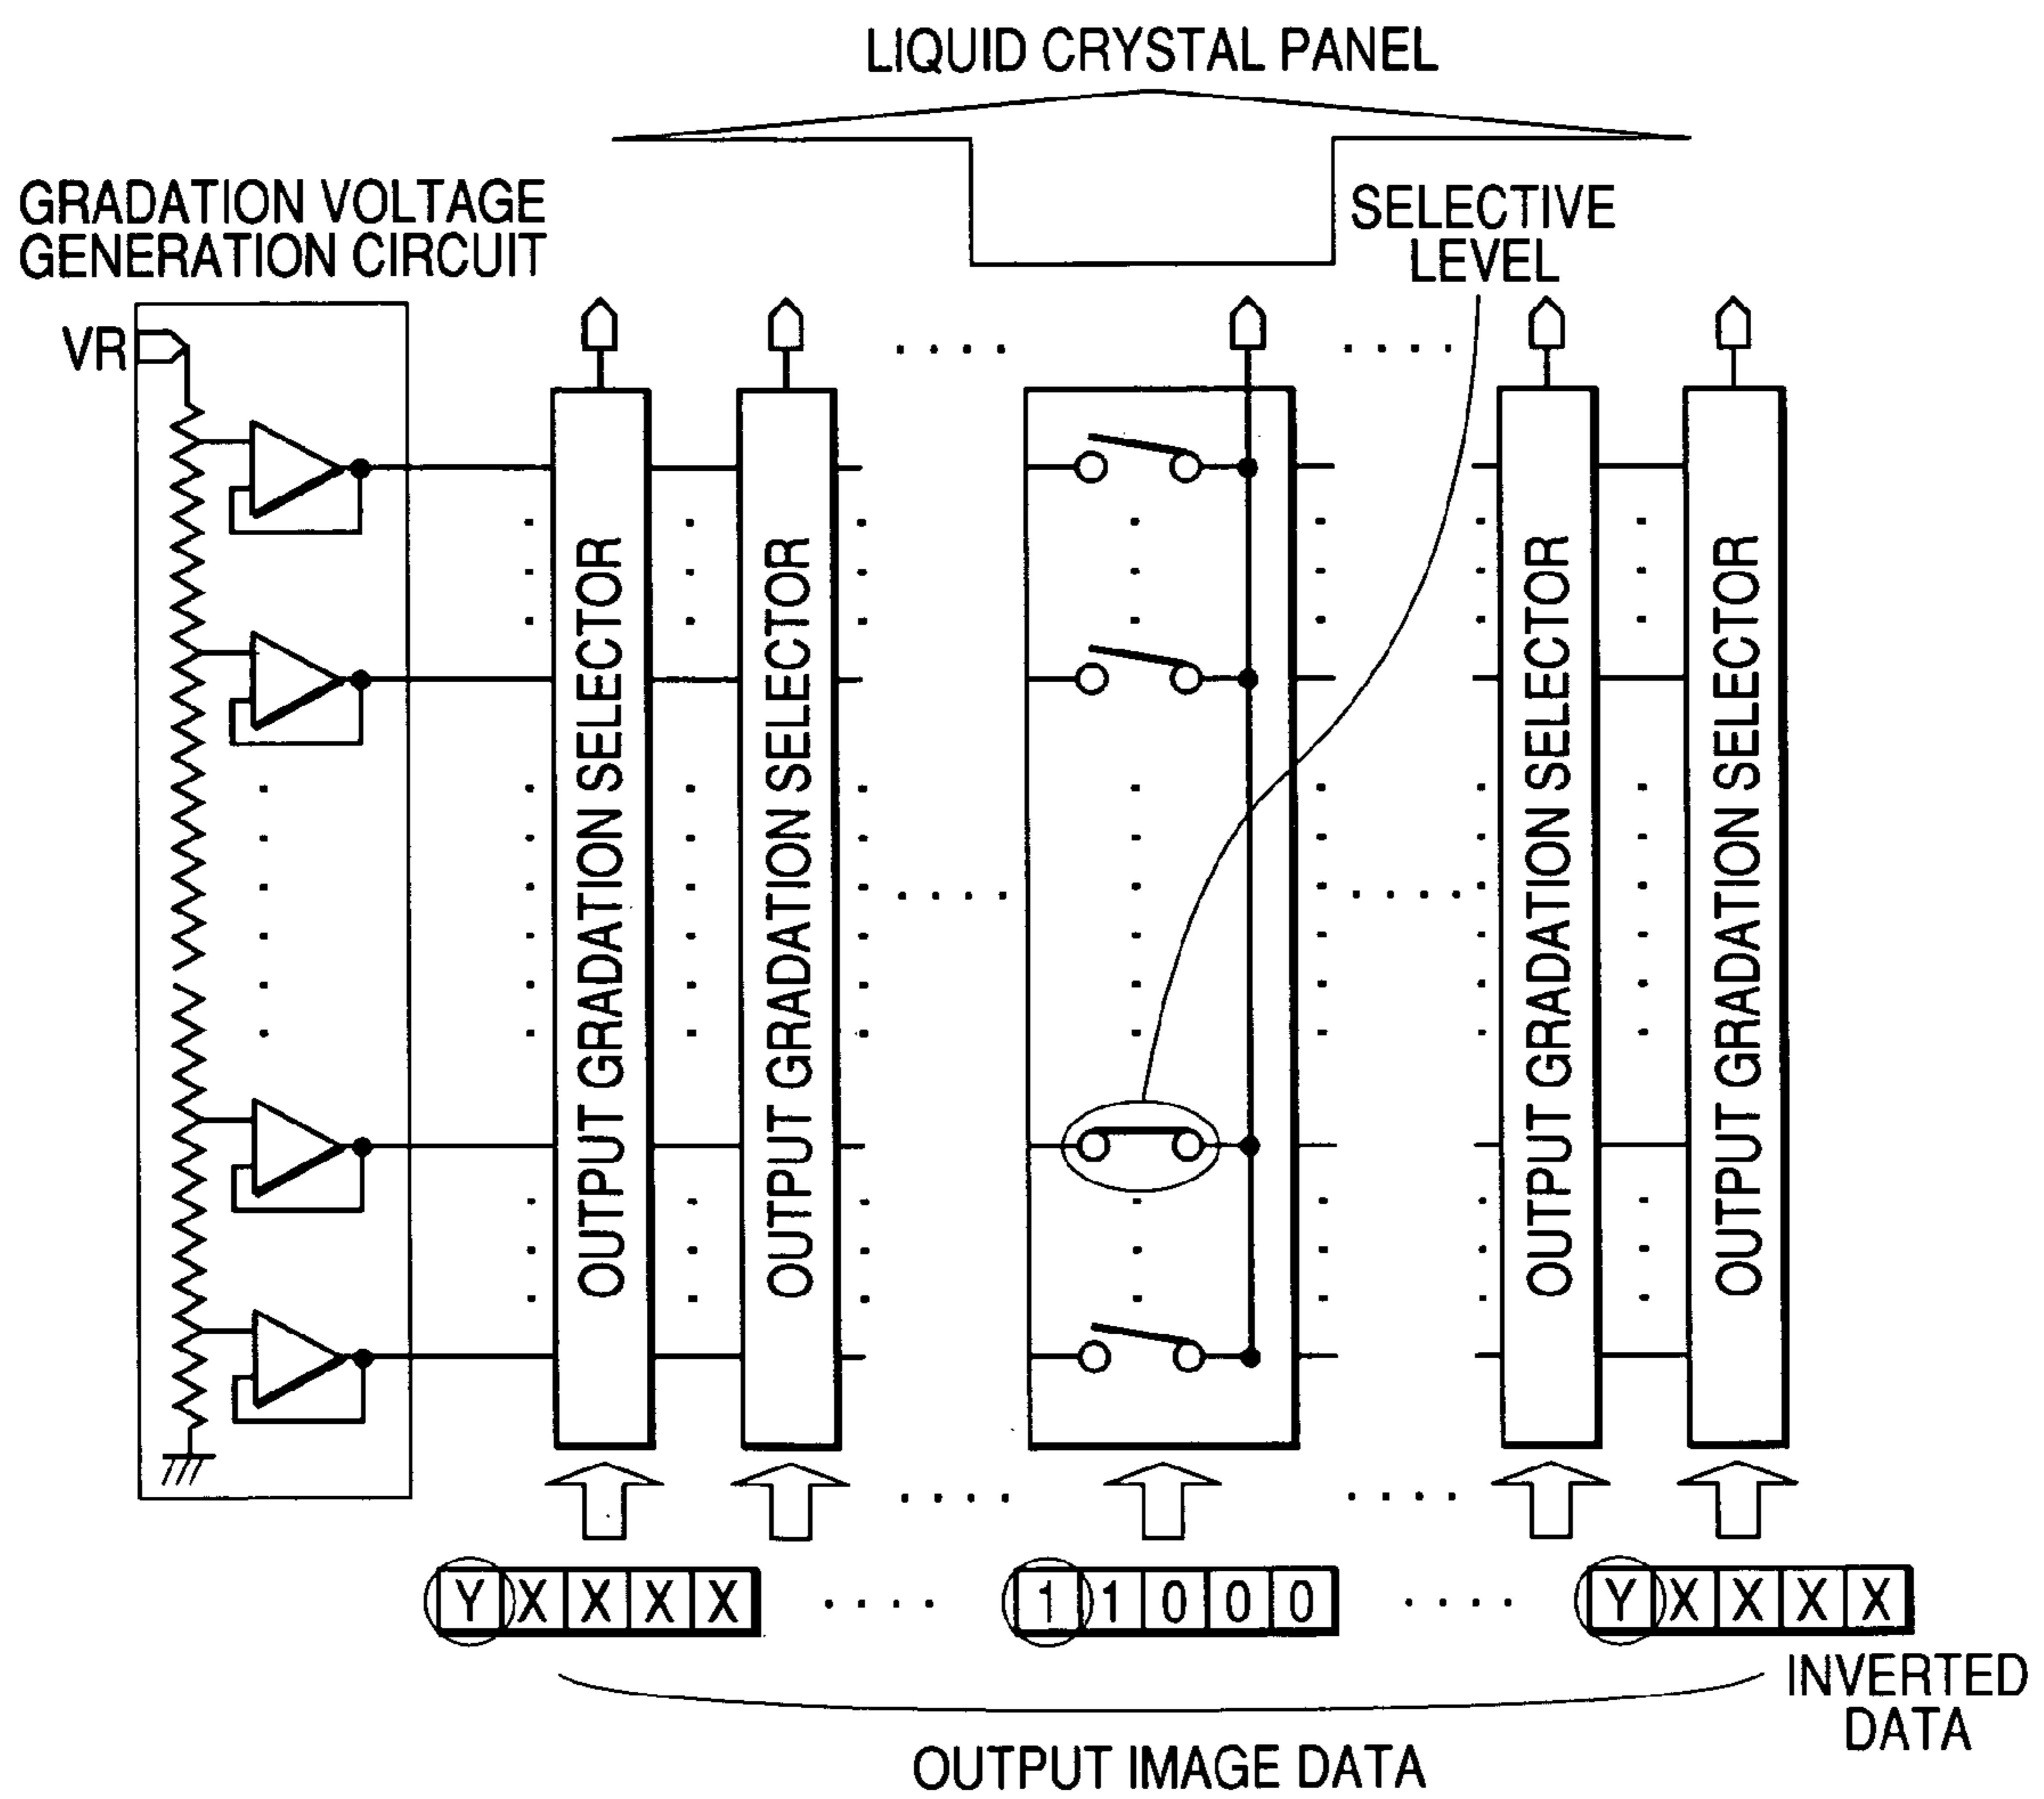 LIQUID CRYSTAL PANEL
GRADATION VOLTAGE
GENERATION CIRCUIT
SELECTIVE
LEVEL
VR
OUTPUT GRADATION SELECTOR
OUTPUT GRADATION SELECTOR
OUTPUT GRADATION SELECTOR
OUTPUT GRADATION SELECTOR
Y X X X X
1 1 0 0 0
Y X X X X
INVERTED
DATA
OUTPUT IMAGE DATA